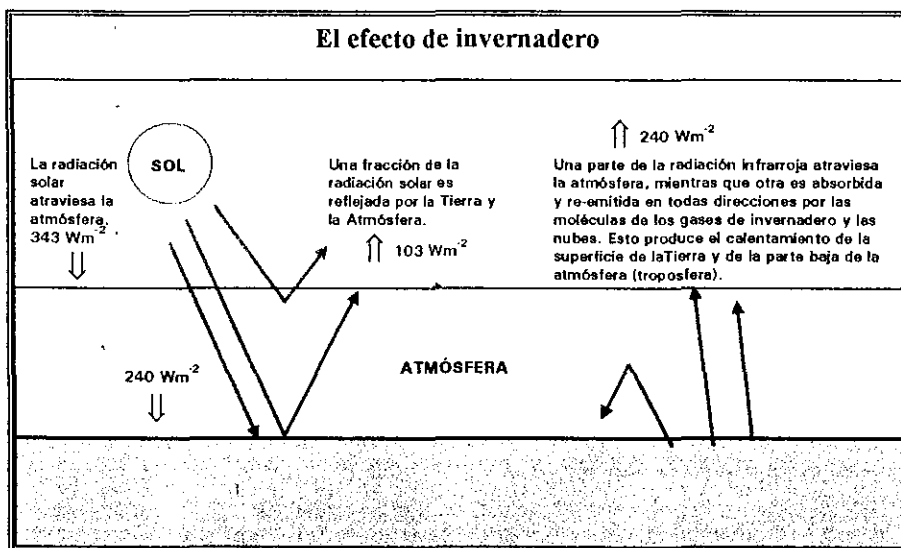 El efecto de invernadero
La radiación
solar
atraviesa la
atmósfera.
343 Wm-2
SOL
Una fracción de la
radiación solar es
reflejada por la Tierra y
la Atmósfera.
103 Wm-2
240 Wm-2
Una parte de la radiación infrarroja atraviesa
la atmósfera, mientras que otra es absorbida
y re-emitida en todas direcciones por las
moléculas de los gases de invernadero y las
nubes. Esto produce el calentamiento de la
superficie de laTierra y de la parte baja de la
atmósfera (troposfera).
ATMÓSFERA
240 Wm-2